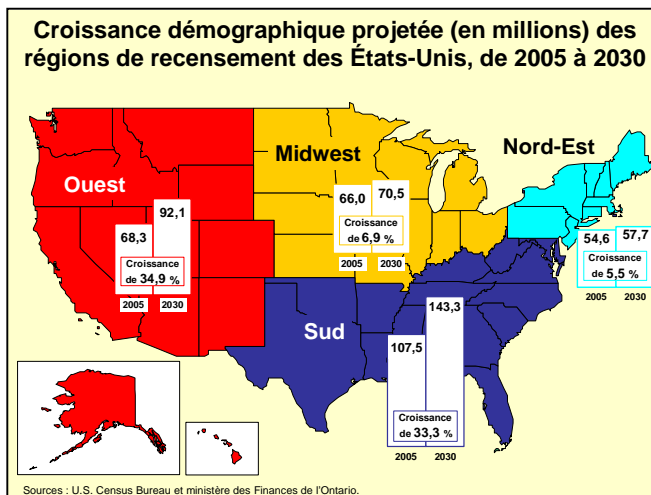 Croissance démographique projetée (en millions) des
régions de recensement des États-Unis, de 2005 à 2030
Ouest
68,3
92,1
Croissance
de 34,9 %
2005 2030
Midwest
66,0
70,5
Croissance
de 6,9 %
2005 2030
Nord-Est
54,6
57,7
Croissance
de 5,5 %
2005 2030
Sud
107,5
143,3
Croissance
de 33,3 %
2005 2030
Sources : U.S. Census Bureau et ministère des Finances de l'Ontario.